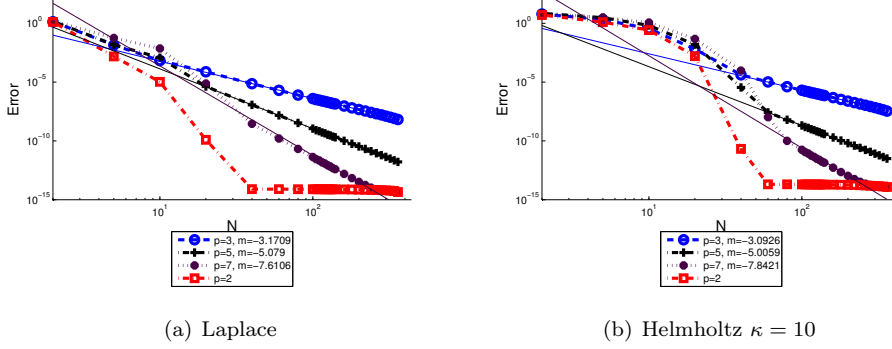 10^0
10^−5
10^−10
10^−15
Error
10^1
10^2
N
p=3, m=−3.1709
p=5, m=−5.079
p=7, m=−7.6106
p=2
(a) Laplace
10^0
10^−5
10^−10
10^−15
Error
10^1
10^2
N
p=3, m=−3.0926
p=5, m=−5.0059
p=7, m=−7.8421
p=2
(b) Helmholtz κ = 10